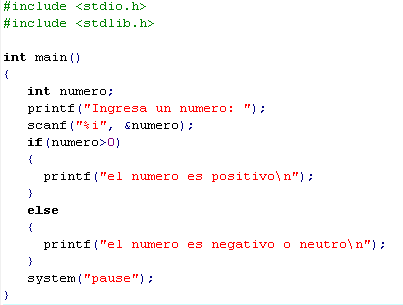 #include <stdio.h>
#include <stdlib.h>
int main()
{
int numero;
printf("Ingresa un numero: ");
scanf("%i", &numero);
if(numero>0)
{
printf("el numero es positivo\n");
}
else
{
printf("el numero es negativo o neutro\n");
}
system("pause");
}